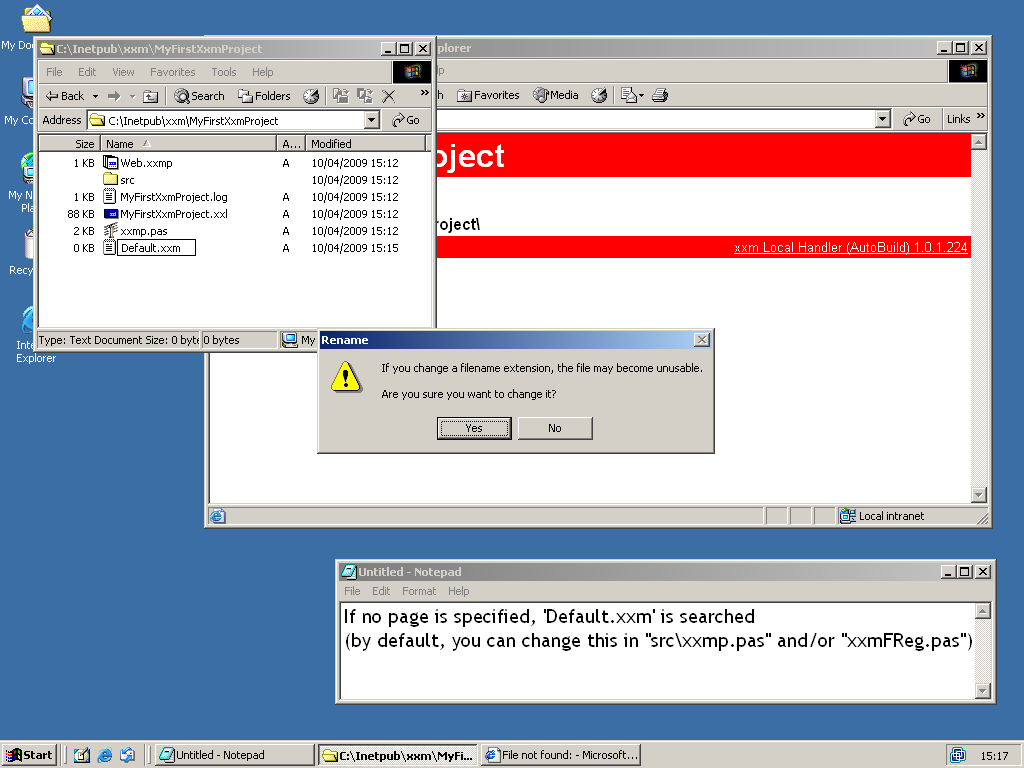 My Doc
My Co
My N
Pla
Recy
Inte
Explorer
C:\Inetpub\xxm\MyFirstXxmProject
File Edit View Favorites Tools Help
Back Search Folders »
Address C:\Inetpub\xxm\MyFirstXxmProject Go
Size Name A... Modified
1 KB Web.xxmp A 10/04/2009 15:12
src 10/04/2009 15:12
1 KB MyFirstXxmProject.log A 10/04/2009 15:12
88 KB MyFirstXxmProject.xxl A 10/04/2009 15:12
2 KB xxmp.pas A 10/04/2009 15:12
0 KB Default.xxm A 10/04/2009 15:15
Type: Text Document Size: 0 byte 0 bytes My
plorer
lp
h Favorites Media
Go Links »
oject
roject\
xxm Local Handler (AutoBuild) 1.0.1.224
Local intranet
Rename
If you change a filename extension, the file may become unusable.
Are you sure you want to change it?
Yes No
Untitled - Notepad
File Edit Format Help
If no page is specified, 'Default.xxm' is searched
(by default, you can change this in "src\xxmp.pas" and/or "xxmFReg.pas")
Start Untitled - Notepad C:\Inetpub\xxm\MyFi... File not found: - Microsoft... 15:17